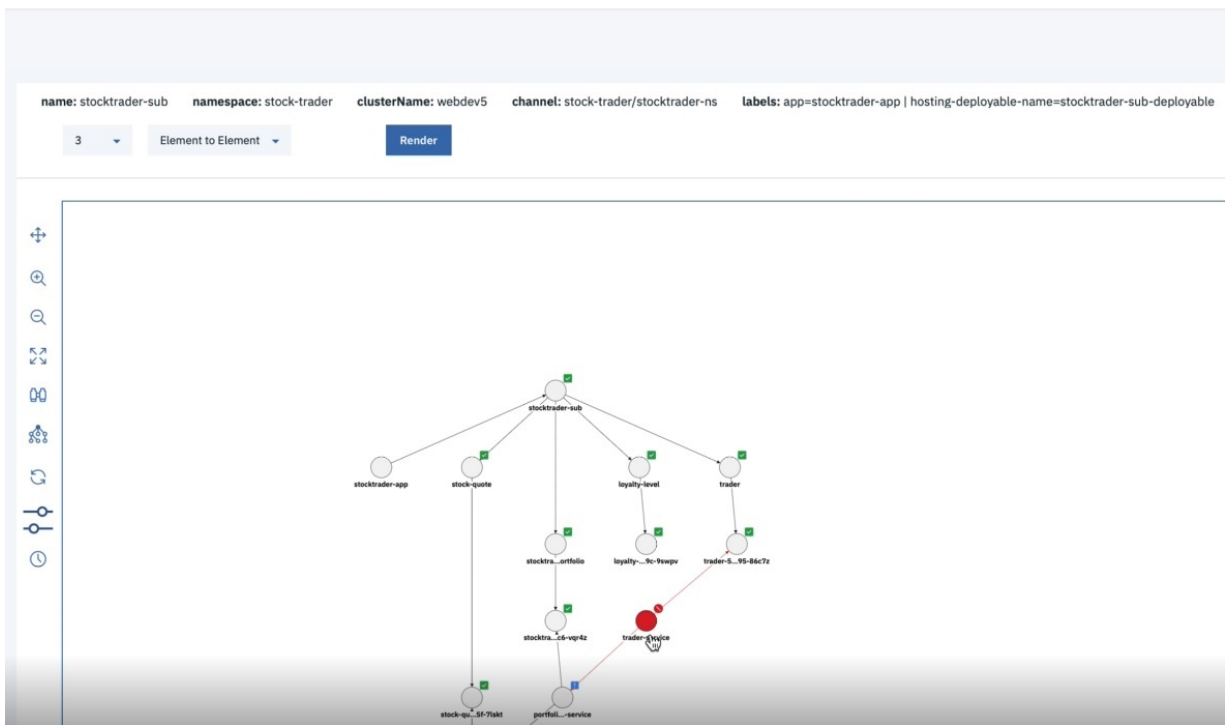 name: stocktrader-sub namespace: stock-trader clusterName: webdev5 channel: stock-trader/stocktrader-ns labels: app=stocktrader-app | hosting-deployable-name=stocktrader-sub-deployable
3 Element to Element Render
stocktrader-sub
stocktrader-app stock-quote loyalty-level trader
stocktra...ortfolio loyalty-...9c-9swpv trader-5...95-86c7z
stocktra...c6-vqr4z trader-service
stock-qu...5f-7lskt portfoli...-service